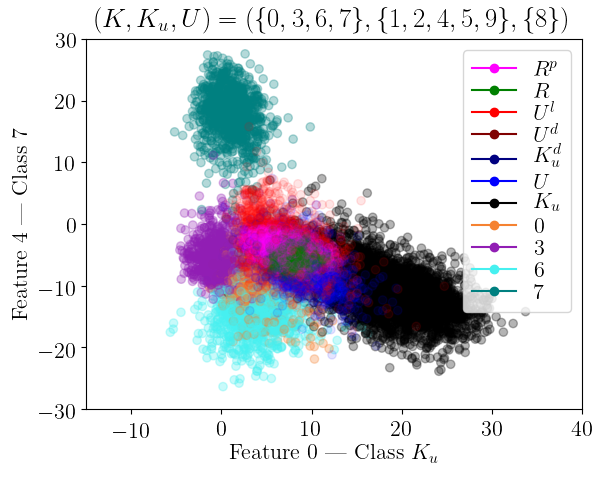 (K, K_u, U) = ({0, 3, 6, 7}, {1, 2, 4, 5, 9}, {8})
30
20
10
0
−10
−20
−30
Feature 4 — Class 7
R^p
R
U^l
U^d
K_u^d
U
K_u
0
3
6
7
−10 0 10 20 30 40
Feature 0 — Class K_u